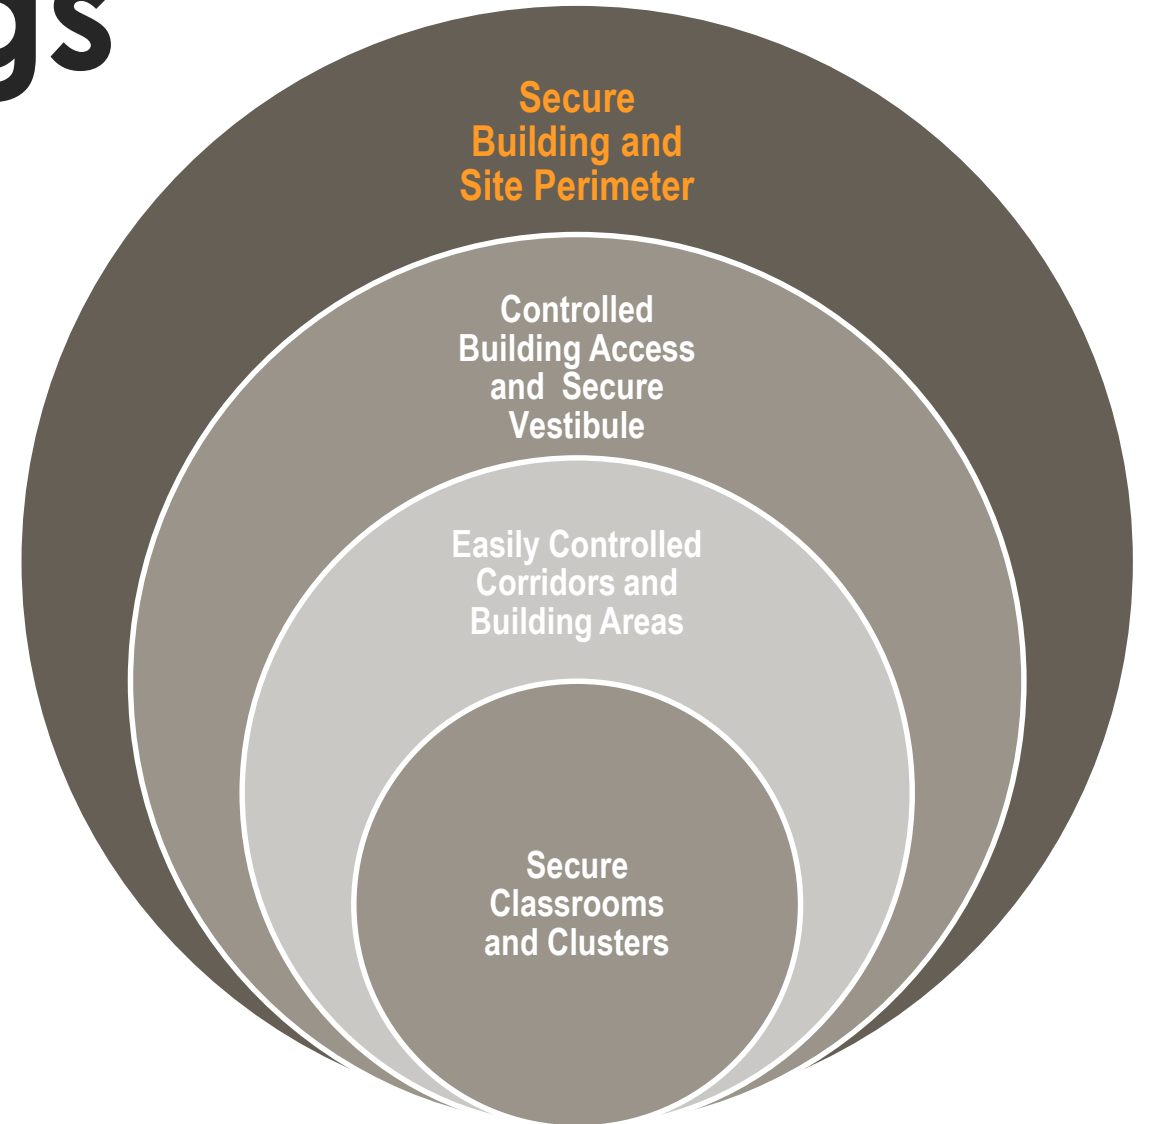 gs
Secure
Building and
Site Perimeter
Controlled
Building Access
and  Secure
Vestibule
Easily Controlled
Corridors and
Building Areas
Secure
Classrooms
and Clusters